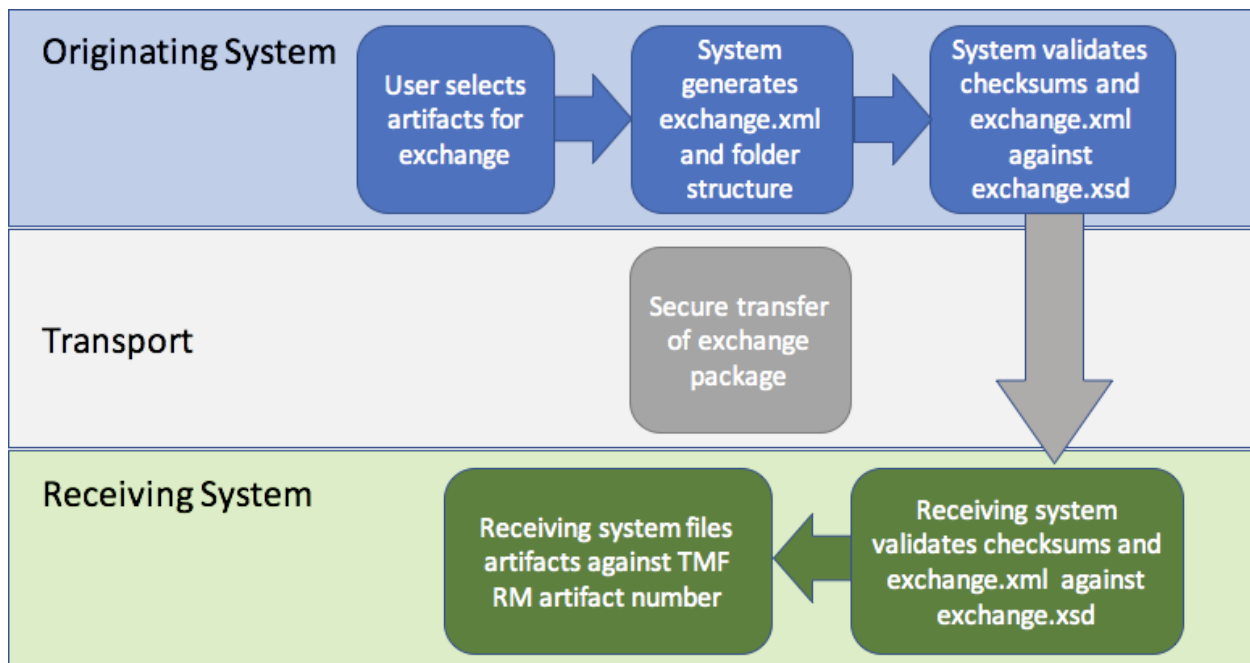 Originating System
User selects
artifacts for
exchange
System
generates
exchange.xml
and folder
structure
System validates
checksums and
exchange.xml
against
exchange.xsd
Transport
Secure transfer
of exchange
package
Receiving System
Receiving system files
artifacts against TMF
RM artifact number
Receiving system
validates checksums and
exchange.xml against
exchange.xsd